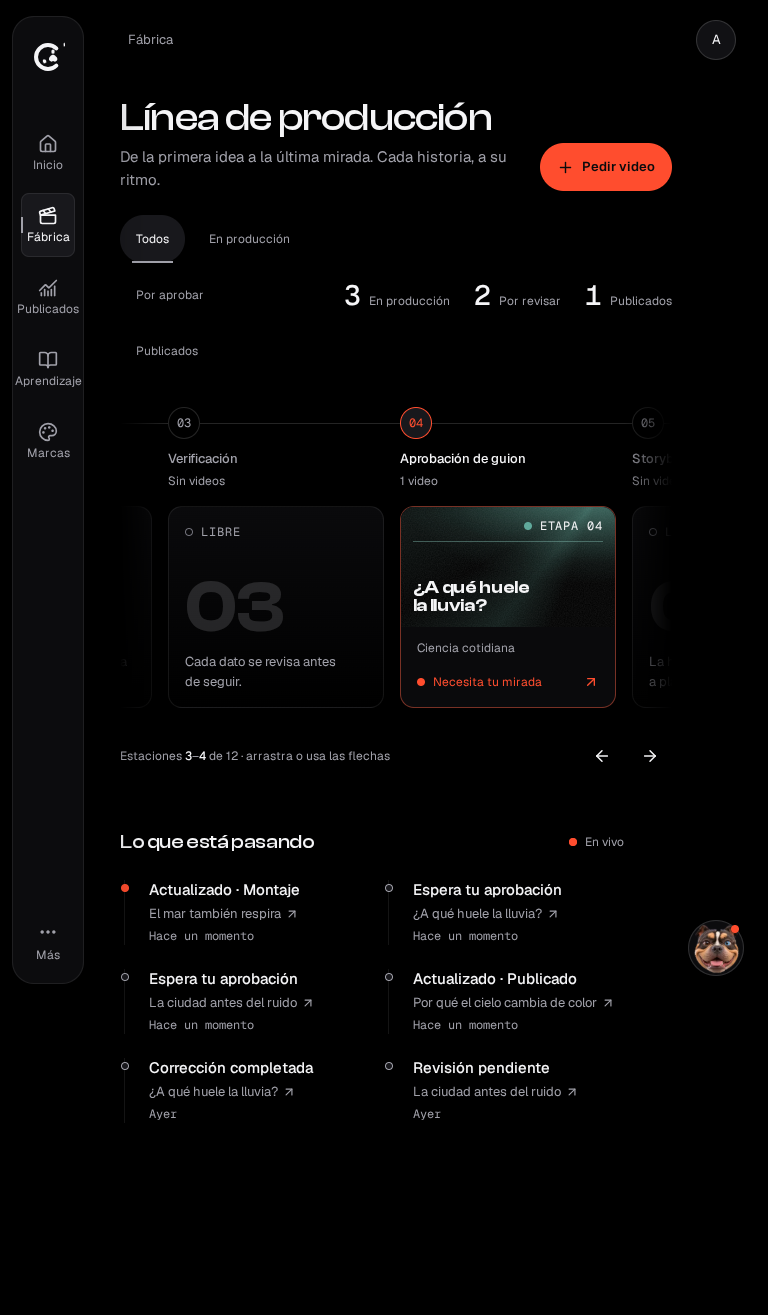 Fábrica
A
Inicio
Fábrica
Publicados
Aprendizaje
Marcas
Más
Línea de producción
De la primera idea a la última mirada. Cada historia, a su
ritmo.
Pedir video
Todos
En producción
Por aprobar
Publicados
3 En producción
2 Por revisar
1 Publicados
03
Verificación
Sin videos
04
Aprobación de guion
1 video
05
Sin
LIBRE
03
Cada dato se revisa antes
de seguir.
ETAPA 04
¿A qué huele
la lluvia?
Ciencia cotidiana
Necesita tu mirada
Estaciones 3–4 de 12 · arrastra o usa las flechas
Lo que está pasando
En vivo
Actualizado · Montaje
El mar también respira
Hace un momento
Espera tu aprobación
¿A qué huele la lluvia?
Hace un momento
Espera tu aprobación
La ciudad antes del ruido
Hace un momento
Actualizado · Publicado
Por qué el cielo cambia de color
Hace un momento
Corrección completada
¿A qué huele la lluvia?
Ayer
Revisión pendiente
La ciudad antes del ruido
Ayer